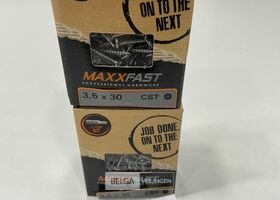 ON TO THE
NEXT
MAXXFAST
PROFESSIONAL HARDWARE
3,5 x 30 CST
JOB DONE
ON TO THE
NEXT
BELGA